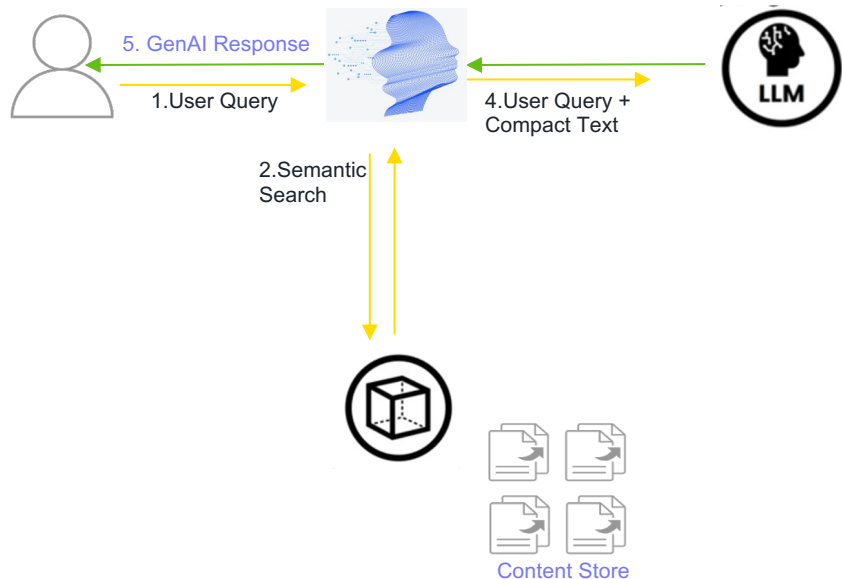 5. GenAI Response
1.User Query
4.User Query +
Compact Text
LLM
2.Semantic
Search
Content Store